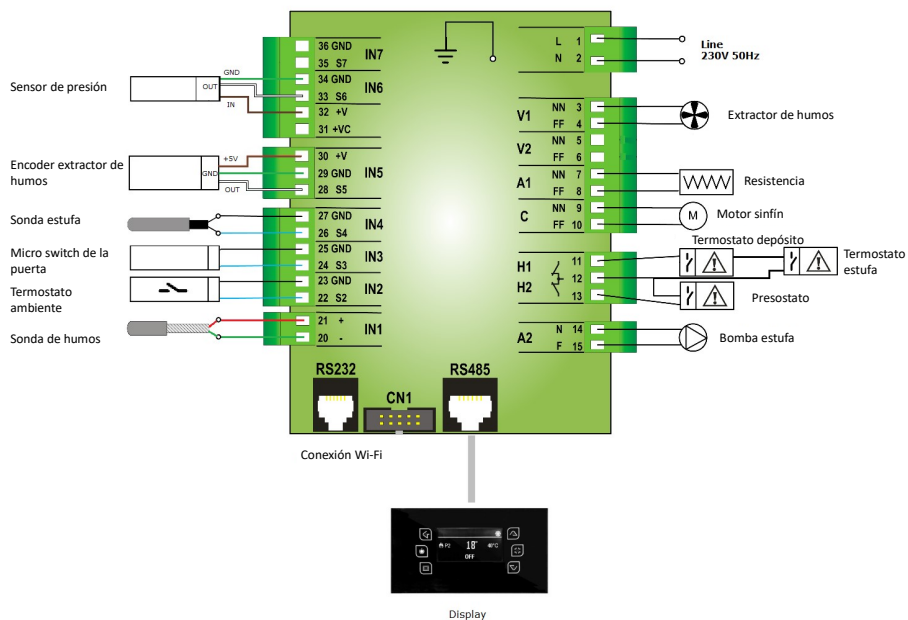 Sensor de presión
GND
OUT
IN
Encoder extractor de
humos
+5V
GND
OUT
Sonda estufa
Micro switch de la
puerta
Termostato
ambiente
Sonda de humos
36 GND
35 S7
IN7
34 GND
33 S6
IN6
32 +V
31 +VC
30 +V
29 GND
28 S5
IN5
27 GND
26 S4
IN4
25 GND
24 S3
IN3
23 GND
22 S2
IN2
21 +
20 -
IN1
L 1
N 2
Line
230V 50Hz
V1
NN 3
FF 4
Extractor de humos
V2
NN 5
FF 6
A1
NN 7
FF 8
Resistencia
C
NN 9
FF 10
M
Motor sinfín
Termostato depósito
H1
H2
11
12
13
Termostato
estufa
Presostato
A2
N 14
F 15
Bomba estufa
RS232
CN1
RS485
Conexión Wi-Fi
P2
18°
40°C
OFF
Display